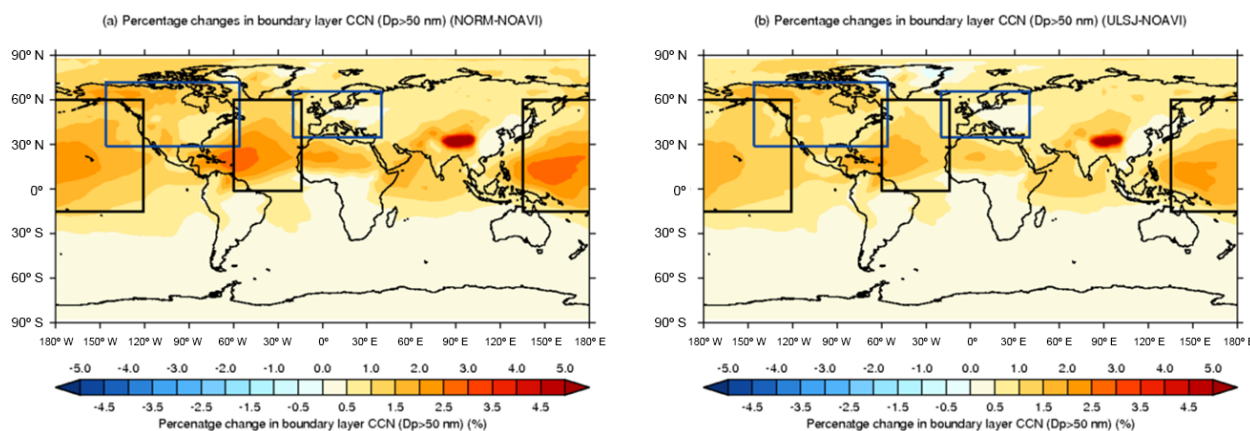 (a) Percentage changes in boundary layer CCN (Dp>50 nm) (NORM-NOAVI)
90° N
60° N
30° N
0°
30° S
60° S
90° S
180° W 150° W 120° W 90° W 60° W 30° W 0° 30° E 60° E 90° E 120° E 150° E 180° E
-5.0 -4.0 -3.0 -2.0 -1.0 0.0 1.0 2.0 3.0 4.0 5.0
-4.5 -3.5 -2.5 -1.5 -0.5 0.5 1.5 2.5 3.5 4.5
Percenatge change in boundary layer CCN (Dp>50 nm) (%)
(b) Percentage changes in boundary layer CCN (Dp>50 nm) (ULSJ-NOAVI)
90° N
60° N
30° N
0°
30° S
60° S
90° S
180° W 150° W 120° W 90° W 60° W 30° W 0° 30° E 60° E 90° E 120° E 150° E 180° E
-5.0 -4.0 -3.0 -2.0 -1.0 0.0 1.0 2.0 3.0 4.0 5.0
-4.5 -3.5 -2.5 -1.5 -0.5 0.5 1.5 2.5 3.5 4.5
Percentage change in boundary layer CCN (Dp>50 nm) (%)